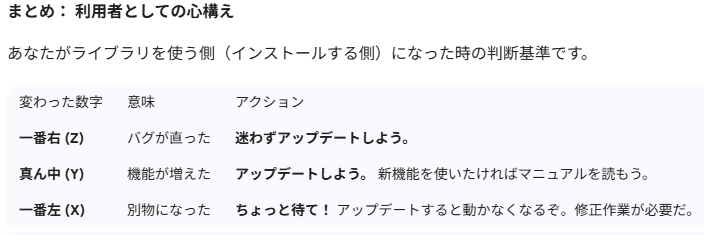 まとめ： 利用者としての心構え
あなたがライブラリを使う側（インストールする側）になった時の判断基準です。
変わった数字 意味 アクション
一番右 (Z) バグが直った 迷わずアップデートしよう。
真ん中 (Y) 機能が増えた アップデートしよう。 新機能を使いたければマニュアルを読もう。
一番左 (X) 別物になった ちょっと待て！ アップデートすると動かなくなるぞ。修正作業が必要だ。